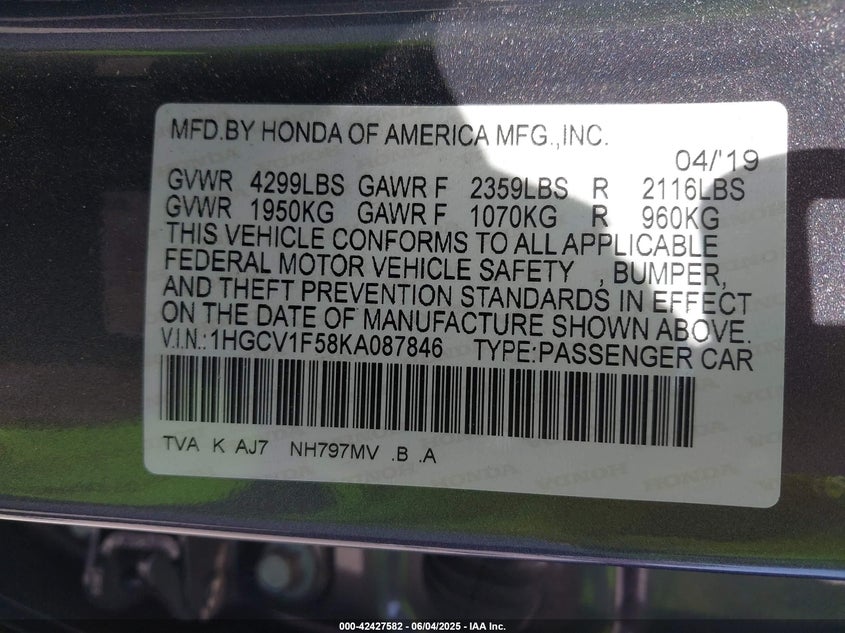 MFD.BY HONDA OF AMERICA MFG.,INC.
04/'19
GVWR 4299LBS GAWR F 2359LBS R 2116LBS
GVWR 1950KG GAWR F 1070KG R 960KG
THIS VEHICLE CONFORMS TO ALL APPLICABLE
FEDERAL MOTOR VEHICLE SAFETY , BUMPER,
AND THEFT PREVENTION STANDARDS IN EFFECT
ON THE DATE OF MANUFACTURE SHOWN ABOVE.
V.I.N.:1HGCV1F58KA087846 TYPE:PASSENGER CAR
TVA K AJ7 NH797MV .B .A
000-42427582 | 06/04/2025 - IAA Inc.